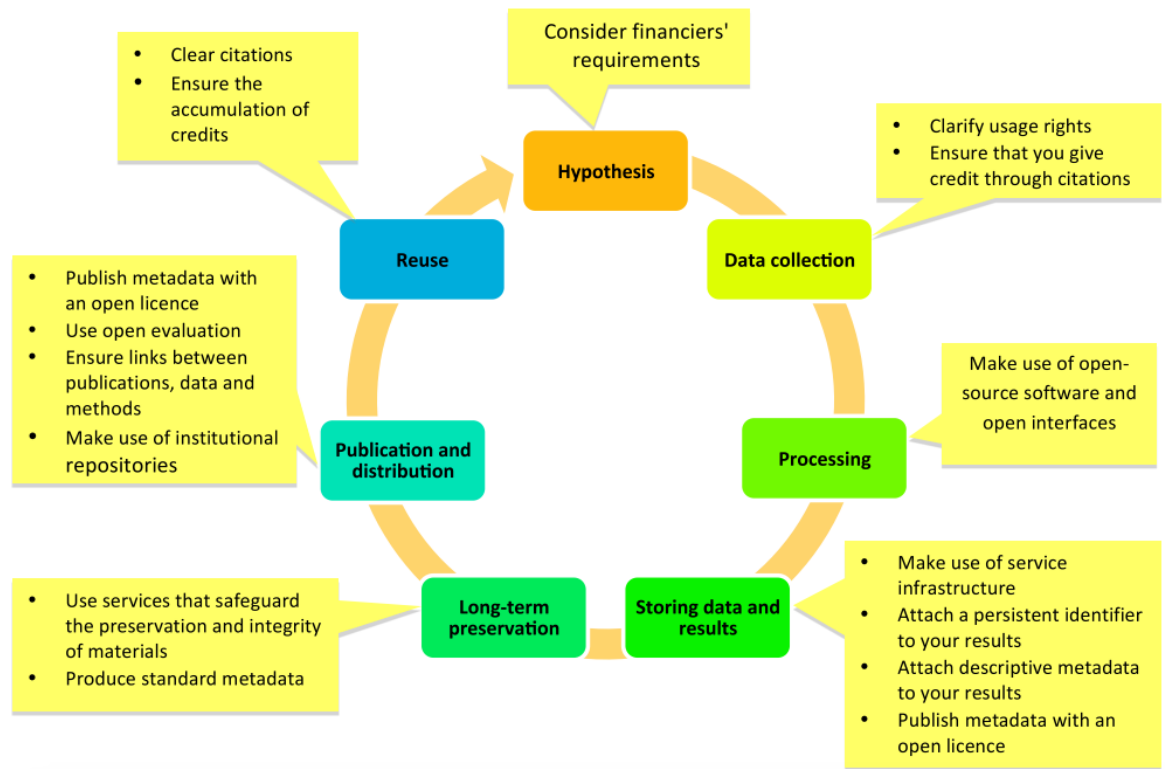 Consider financiers'
requirements
• Clear citations
• Ensure the
accumulation of
credits
Hypothesis
• Clarify usage rights
• Ensure that you give
credit through citations
Reuse
Data collection
• Publish metadata with
an open licence
• Use open evaluation
• Ensure links between
publications, data and
methods
• Make use of institutional
repositories
Make use of open-
source software and
open interfaces
Publication and
distribution
Processing
• Use services that safeguard
the preservation and integrity
of materials
• Produce standard metadata
Long-term
preservation
Storing data and
results
• Make use of service
infrastructure
• Attach a persistent identifier
to your results
• Attach descriptive metadata
to your results
• Publish metadata with an
open licence